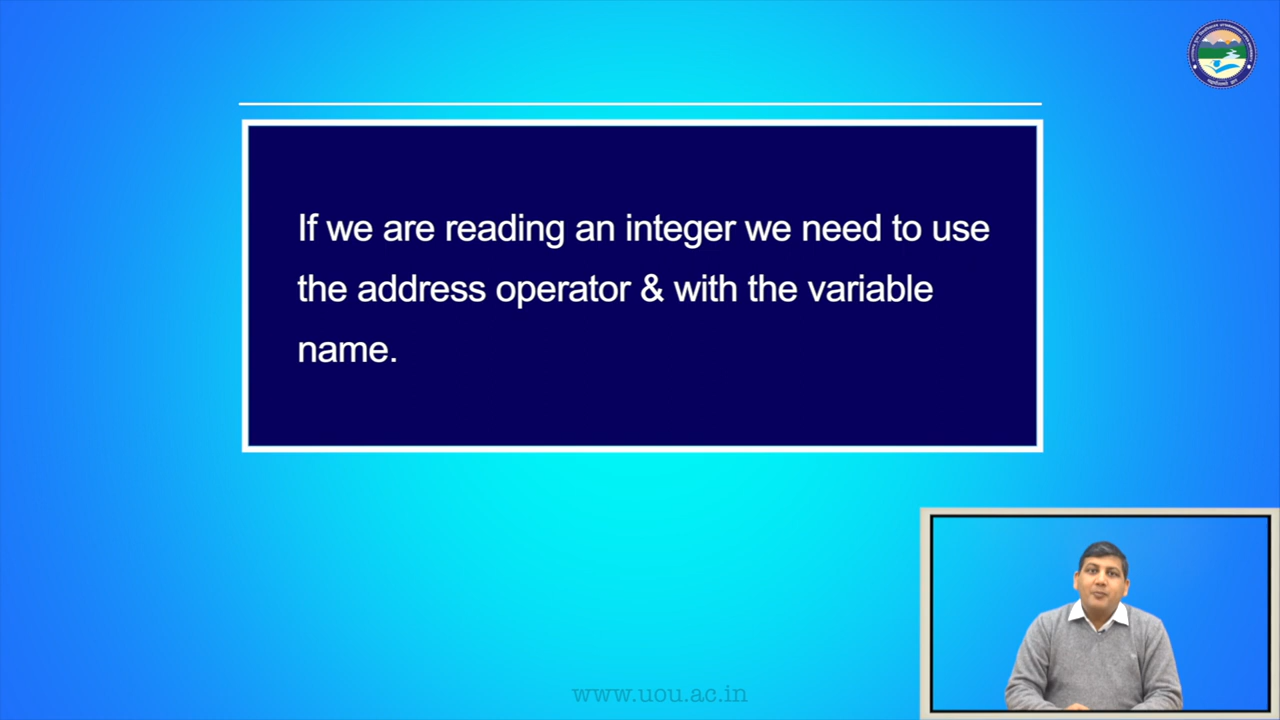 If we are reading an integer we need to use
the address operator & with the variable
name.
www.uou.ac.in